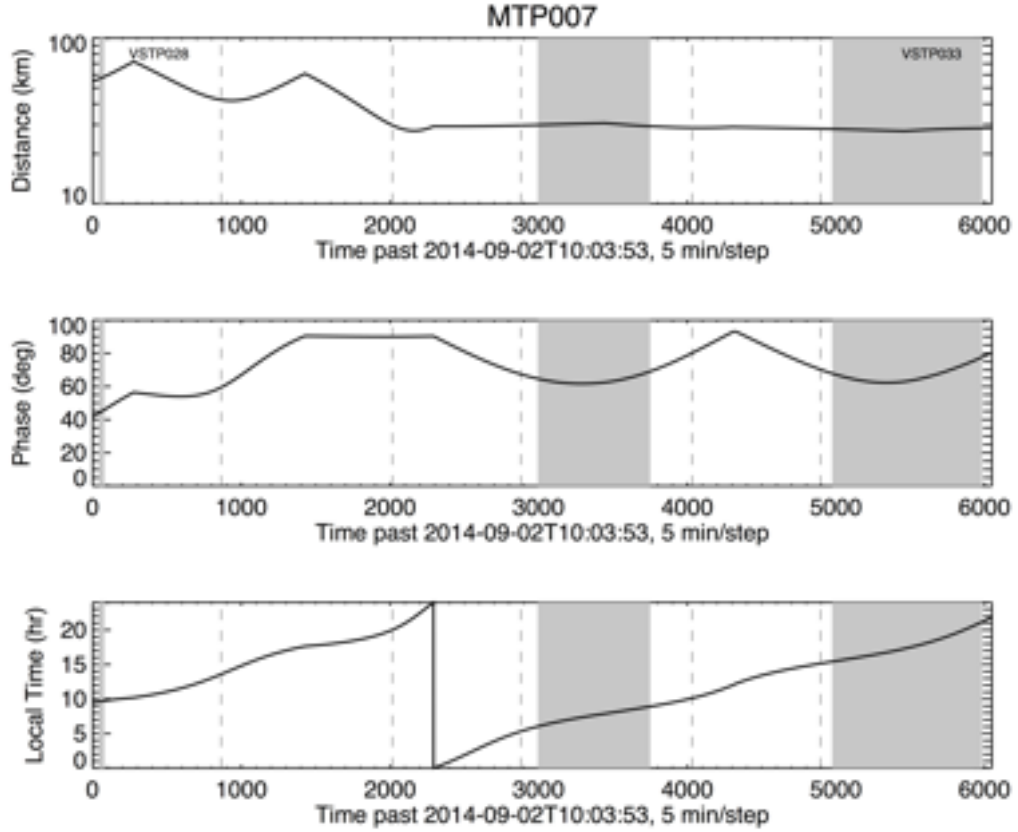 MTP007
100
VSTP028 VSTP033
Distance (km)
10
0 1000 2000 3000 4000 5000 6000
Time past 2014-09-02T10:03:53, 5 min/step
100
80
60
40
20
0
Phase (deg)
0 1000 2000 3000 4000 5000 6000
Time past 2014-09-02T10:03:53, 5 min/step
20
15
10
5
0
Local Time (hr)
0 1000 2000 3000 4000 5000 6000
Time past 2014-09-02T10:03:53, 5 min/step